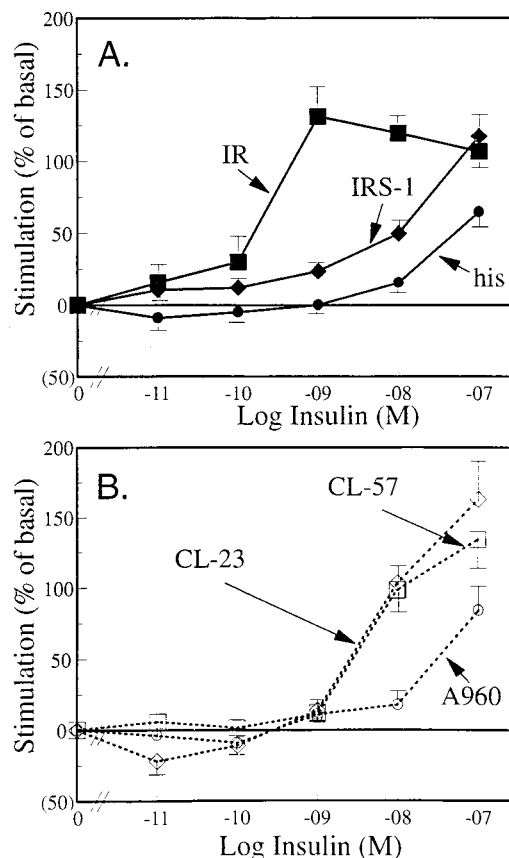 A.
Stimulation (% of basal)
200
150
100
50
0
(50)
IR
IRS-1
his
0 -11 -10 -09 -08 -07
Log Insulin (M)
B.
Stimulation (% of basal)
200
150
100
50
0
(50)
CL-57
CL-23
A960
0 -11 -10 -09 -08 -07
Log Insulin (M)